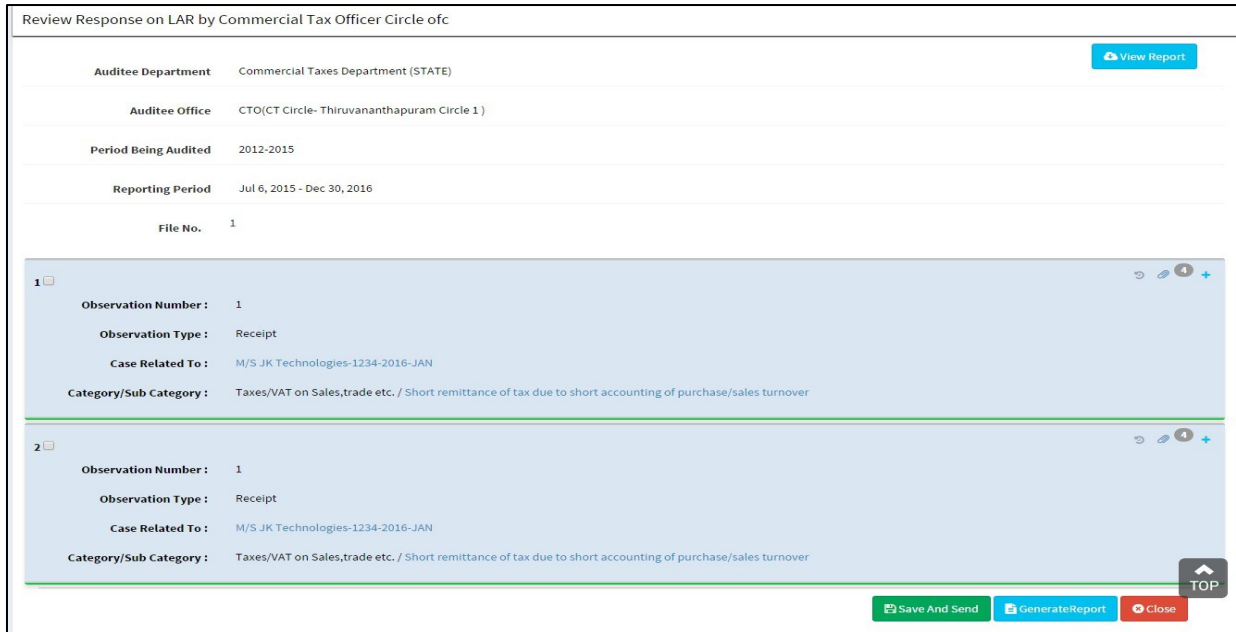 Review Response on LAR by Commercial Tax Officer Circle ofc
View Report
Auditee Department Commercial Taxes Department (STATE)
Auditee Office CTO(CT Circle- Thiruvananthapuram Circle 1 )
Period Being Audited 2012-2015
Reporting Period Jul 6, 2015 - Dec 30, 2016
File No. 1
1 4 +
Observation Number : 1
Observation Type : Receipt
Case Related To : M/S JK Technologies-1234-2016-JAN
Category/Sub Category : Taxes/VAT on Sales,trade etc. / Short remittance of tax due to short accounting of purchase/sales turnover
2 4 +
Observation Number : 1
Observation Type : Receipt
Case Related To : M/S JK Technologies-1234-2016-JAN
Category/Sub Category : Taxes/VAT on Sales,trade etc. / Short remittance of tax due to short accounting of purchase/sales turnover
TOP
Save And Send GenerateReport Close